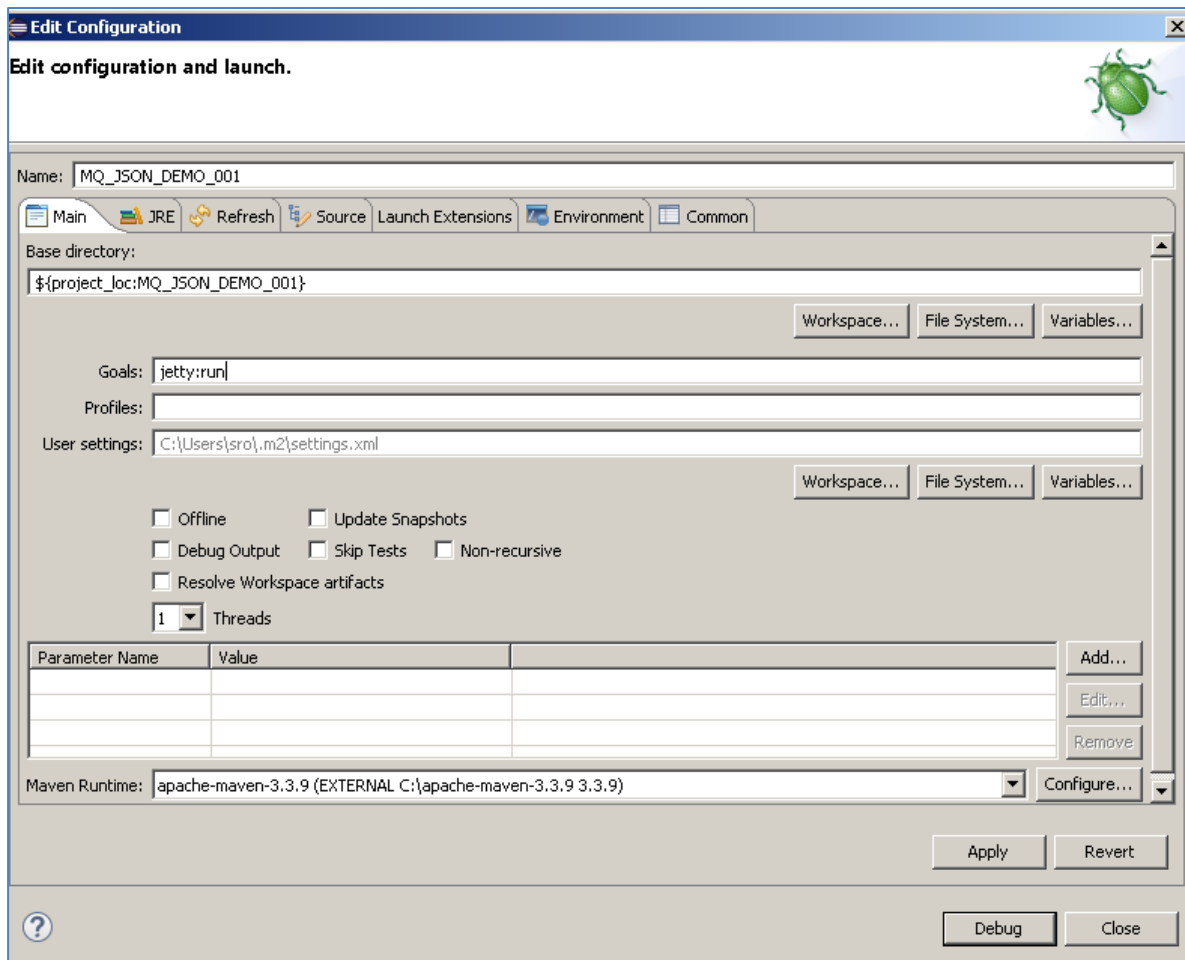 Edit Configuration
Edit configuration and launch.
Name: MQ_JSON_DEMO_001
Main JRE Refresh Source Launch Extensions Environment Common
Base directory:
${project_loc:MQ_JSON_DEMO_001}
Workspace... File System... Variables...
Goals: jetty:run
Profiles:
User settings: C:\Users\sro\.m2\settings.xml
Workspace... File System... Variables...
Offline Update Snapshots
Debug Output Skip Tests Non-recursive
Resolve Workspace artifacts
1 Threads
Parameter Name Value Add...
Edit...
Remove
Maven Runtime: apache-maven-3.3.9 (EXTERNAL C:\apache-maven-3.3.9 3.3.9) Configure...
Apply Revert
? Debug Close